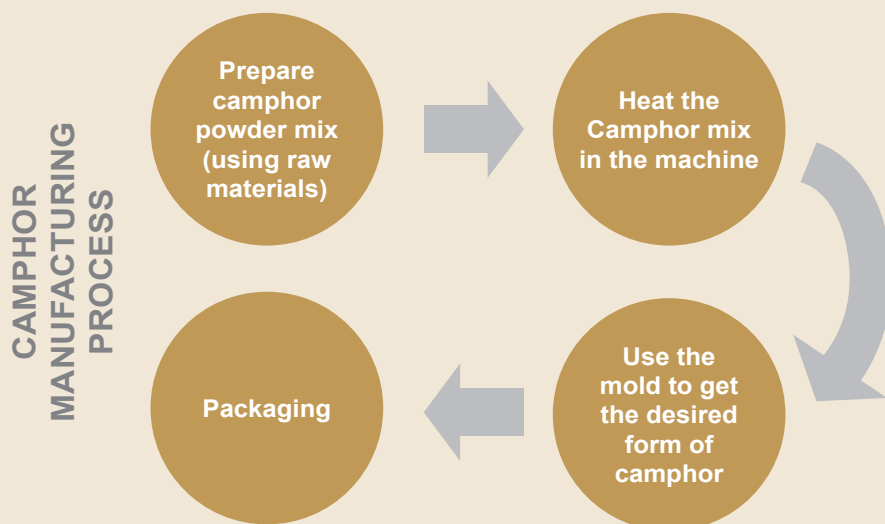 CAMPHOR
MANUFACTURING
PROCESS
Prepare
camphor
powder mix
(using raw
materials)
Heat the
Camphor mix
in the machine
Use the
mold to get
the desired
form of
camphor
Packaging